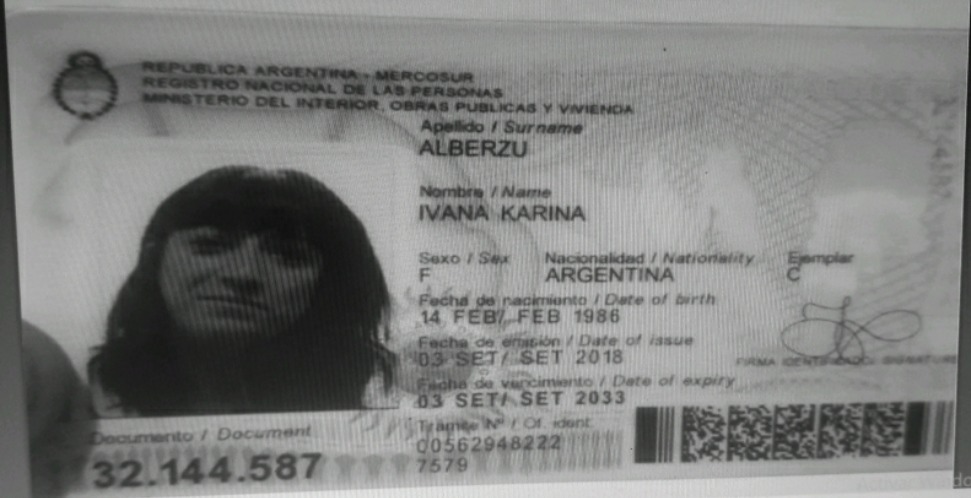 REPUBLICA ARGENTINA - MERCOSUR
REGISTRO NACIONAL DE LAS PERSONAS
MINISTERIO DEL INTERIOR, OBRAS PUBLICAS Y VIVIENDA
Apellido / Surname
ALBERZU
Nombre / Name
IVANA KARINA
Sexo / Sex Nacionalidad / Nationality Ejemplar
F ARGENTINA C
Fecha de nacimiento / Date of birth
14 FEB/ FEB 1986
Fecha de emisión / Date of issue
03 SET/ SET 2018
FIRMA IDENTIFICADO/ SIGNATURE
Fecha de vencimiento / Date of expiry
03 SET/ SET 2033
Documento / Document
32.144.587
Trámite Nº / Of. ident.
00562948222
7579